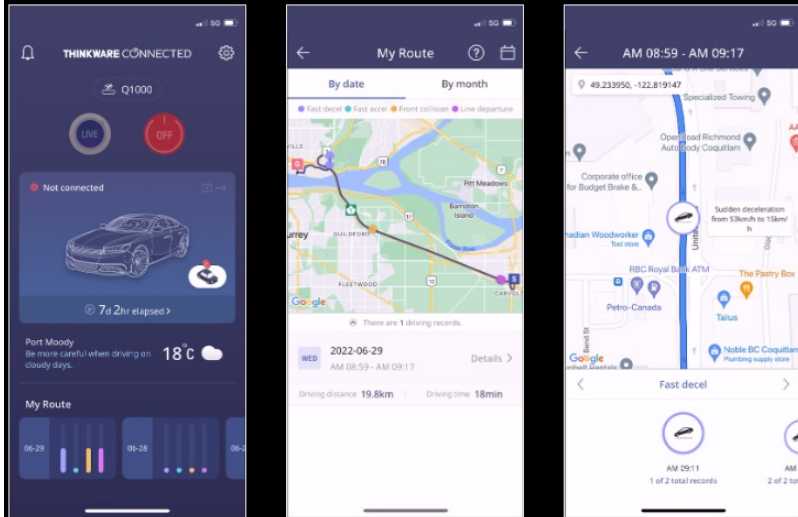 5G
THINKWARE CONNECTED
Q1000
LIVE
OFF
Not connected
7d 2hr elapsed >
Port Moody
Be more careful when driving on
cloudy days.
18°c
My Route
06-29
06-28
5G
My Route
By date
By month
Fast decel
Fast accel
Front collision
Line departure
Pitt Meadows
Barnston
Island
GUILDFORD
urrey
FLEETWOOD
Google
There are 1 driving records.
WED
2022-06-29
AM 08:59 - AM 09:17
Details >
Driving distance 19.8km
Driving time 18min
5G
AM 08:59 - AM 09:17
49.233950, -122.819147
Specialized Towing
Openroad Richmond
Auto Body Coquitlam
Corporate office
for Budget Brake &...
Sudden deceleration
from 53km/h to 15km/
h
Woodworker
Tool store
RBC Royal Bank ATM
The Pastry Box
Petro-Canada
Talius
Noble BC Coquitlam
Plumbing supply store
Google
Fast decel
AM 09:11
1 of 2 total records
AM